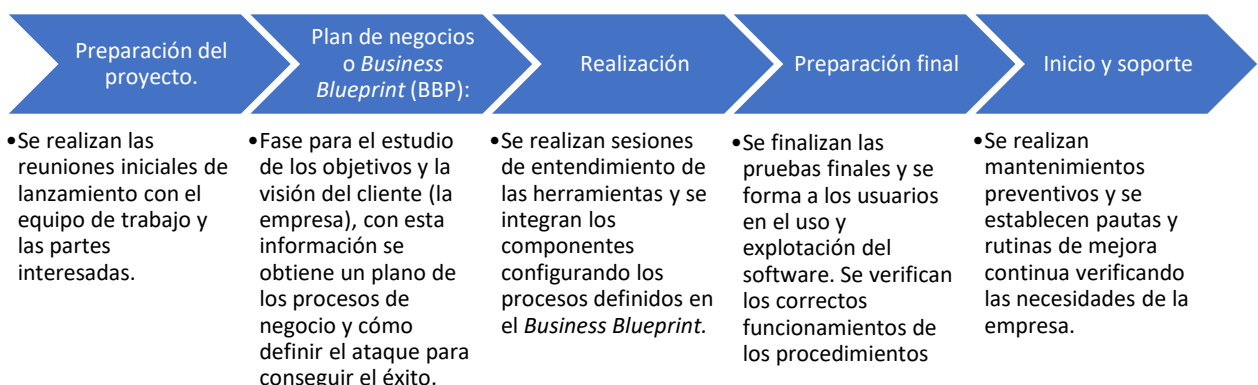 Preparación del
proyecto.
Plan de negocios
o Business
Blueprint (BBP):
Realización
Preparación final
Inicio y soporte
•Se realizan las
reuniones iniciales de
lanzamiento con el
equipo de trabajo y
las partes
interesadas.
•Fase para el estudio
de los objetivos y la
visión del cliente (la
empresa), con esta
información se
obtiene un plano de
los procesos de
negocio y cómo
definir el ataque para
conseguir el éxito.
•Se realizan sesiones
de entendimiento de
las herramientas y se
integran los
componentes
configurando los
procesos definidos en
el Business Blueprint.
•Se finalizan las
pruebas finales y se
forma a los usuarios
en el uso y
explotación del
software. Se verifican
los correctos
funcionamientos de
los procedimientos
•Se realizan
mantenimientos
preventivos y se
establecen pautas y
rutinas de mejora
continua verificando
las necesidades de la
empresa.